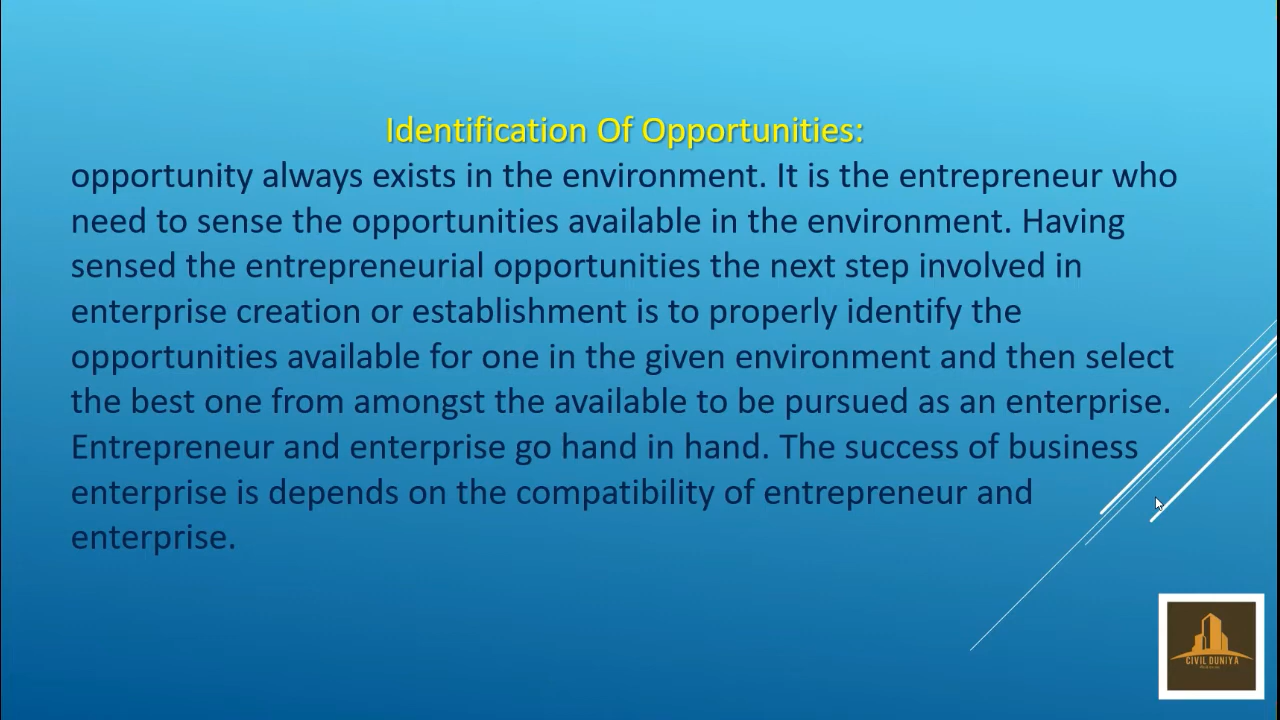 Identification Of Opportunities:
opportunity always exists in the environment. It is the entrepreneur who
need to sense the opportunities available in the environment. Having
sensed the entrepreneurial opportunities the next step involved in
enterprise creation or establishment is to properly identify the
opportunities available for one in the given environment and then select
the best one from amongst the available to be pursued as an enterprise.
Entrepreneur and enterprise go hand in hand. The success of business
enterprise is depends on the compatibility of entrepreneur and
enterprise.
CIVIL DUNIYA